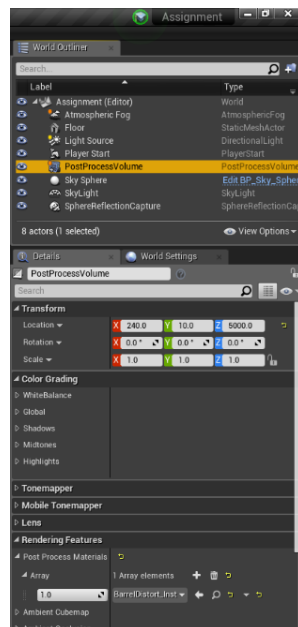 Assignment
World Outliner
Search...
Label Type
Assignment (Editor) World
Atmospheric Fog AtmosphericFog
Floor StaticMeshActor
Light Source DirectionalLight
Player Start PlayerStart
PostProcessVolume PostProcessVolume
Sky Sphere Edit BP_Sky_Sphe
SkyLight SkyLight
SphereReflectionCapture SphereReflectionCa
8 actors (1 selected) View Options
Details World Settings
PostProcessVolume
Search
Transform
Location X 240.0 Y 10.0 Z 5000.0
Rotation X 0.0° Y 0.0° Z 0.0°
Scale X 1.0 Y 1.0 Z 1.0
Color Grading
WhiteBalance
Global
Shadows
Midtones
Highlights
Tonemapper
Mobile Tonemapper
Lens
Rendering Features
Post Process Materials
Array 1 Array elements
1.0 BarrelDistort_Inst
Ambient Cubemap